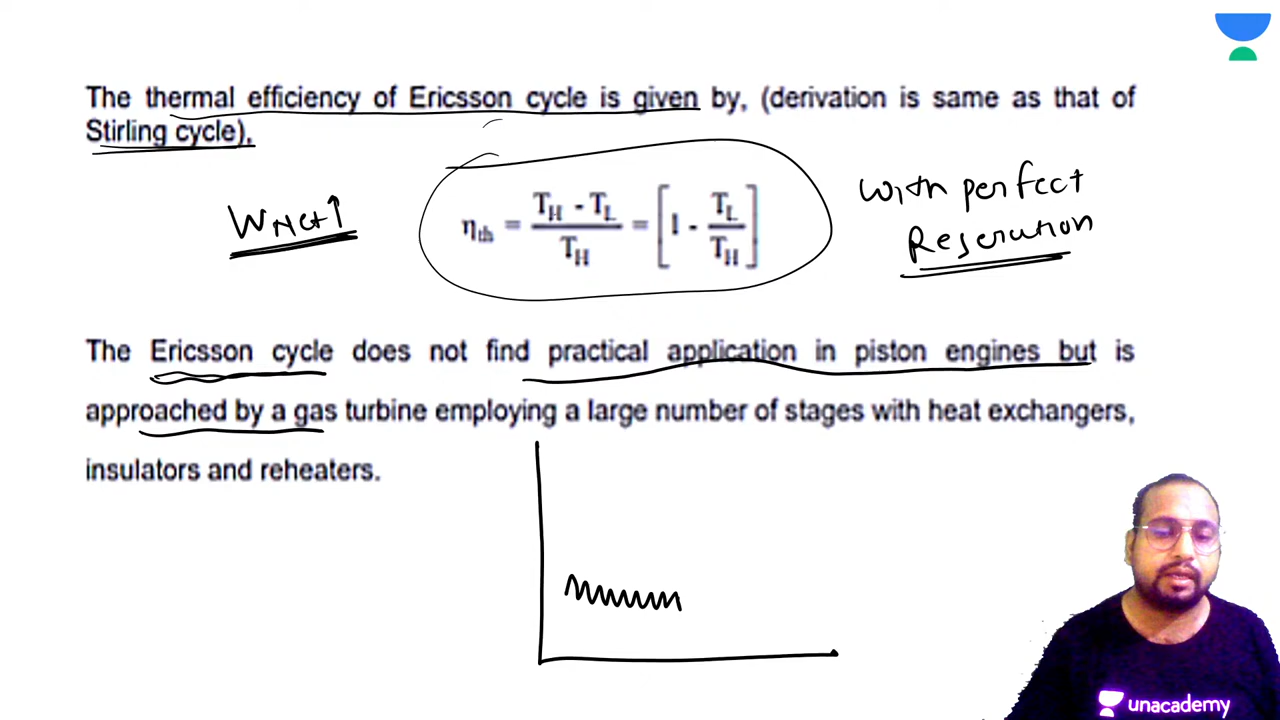 The thermal efficiency of Ericsson cycle is given by, (derivation is same as that of
Stirling cycle),
WNet↑
ηth = TH - TL / TH = [1 - TL / TH]
With perfect
Regeration
The Ericsson cycle does not find practical application in piston engines but is
approached by a gas turbine employing a large number of stages with heat exchangers,
insulators and reheaters.
unacademy